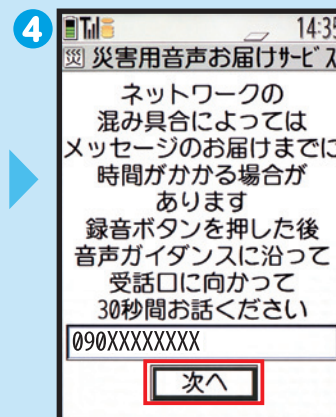 4
14:35
災害用音声お届けサービス
ネットワークの
混み具合によっては
メッセージのお届けまでに
時間がかかる場合が
あります
録音ボタンを押した後
音声ガイダンスに沿って
受話口に向かって
30秒間お話ください
090XXXXXXXX
次へ